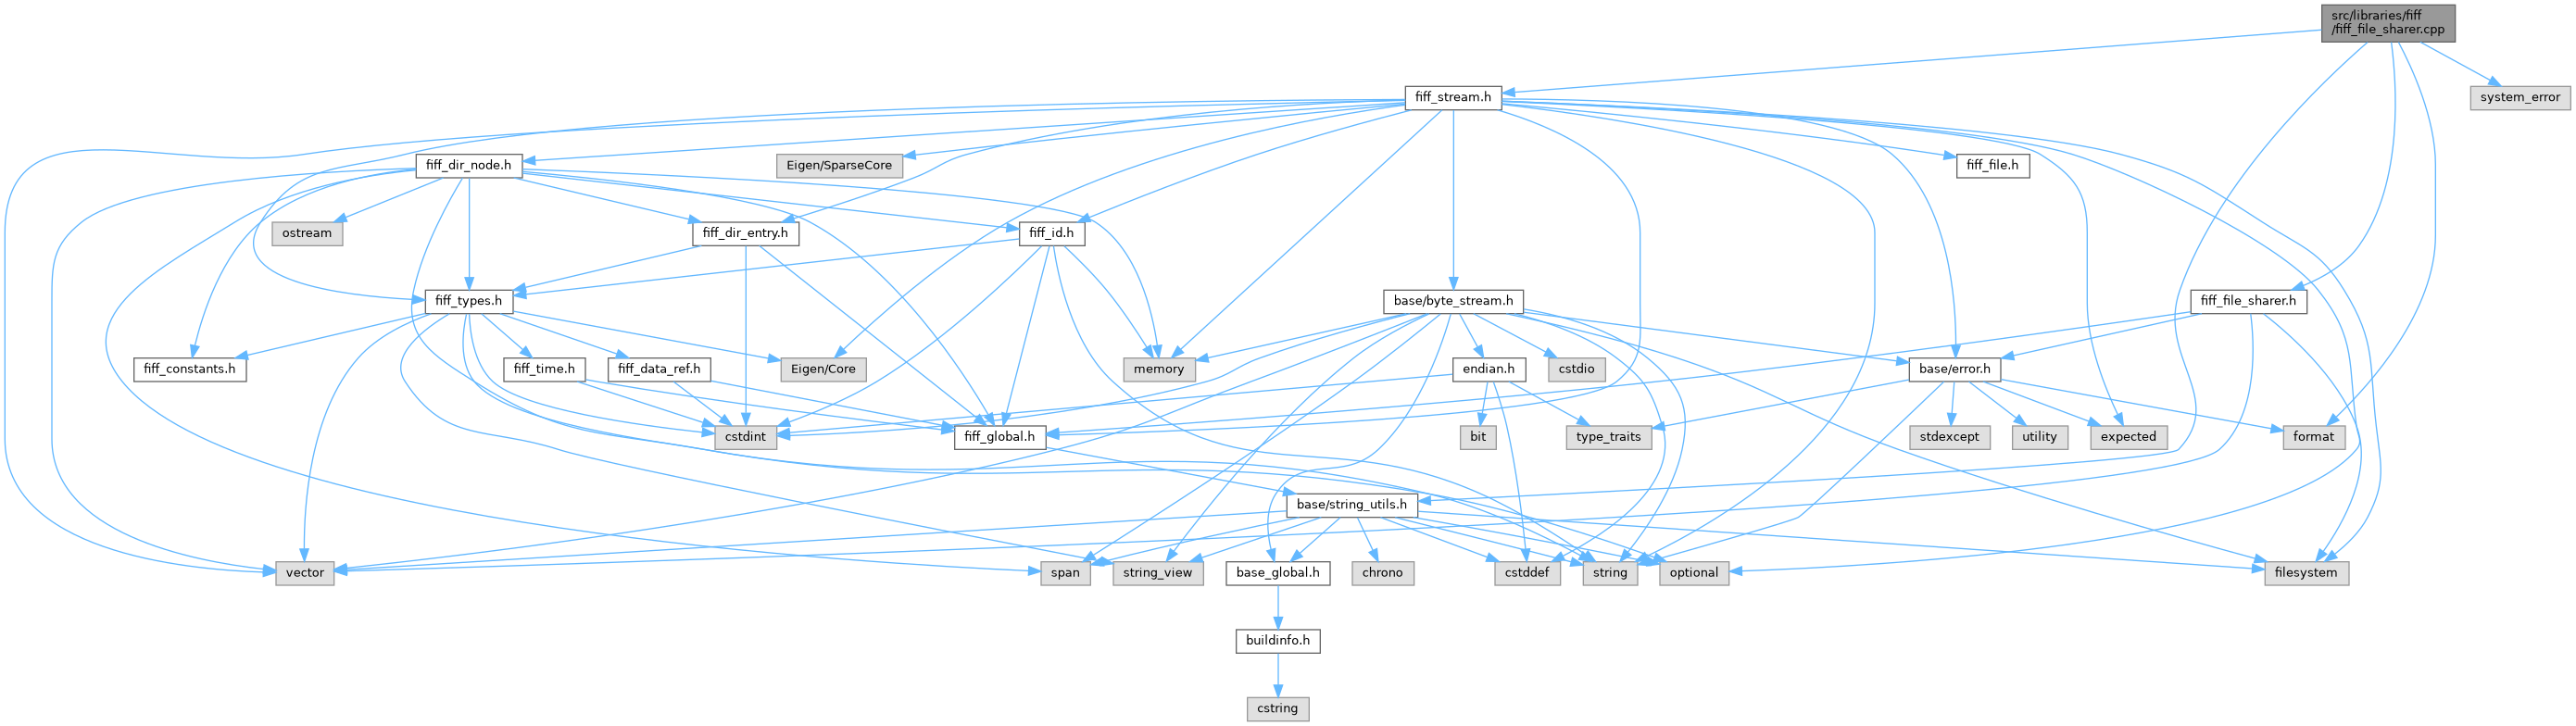 src/libraries/fiff
/fiff_file_sharer.cpp
fiff_stream.h
system_error
fiff_dir_node.h
Eigen/SparseCore
fiff_file.h
ostream
fiff_dir_entry.h
fiff_id.h
fiff_types.h
base/byte_stream.h
fiff_file_sharer.h
fiff_constants.h
fiff_time.h
fiff_data_ref.h
Eigen/Core
memory
endian.h
cstdio
base/error.h
cstdint
fiff_global.h
bit
type_traits
stdexcept
utility
expected
format
base/string_utils.h
vector
span
string_view
base_global.h
chrono
cstddef
string
optional
filesystem
buildinfo.h
cstring